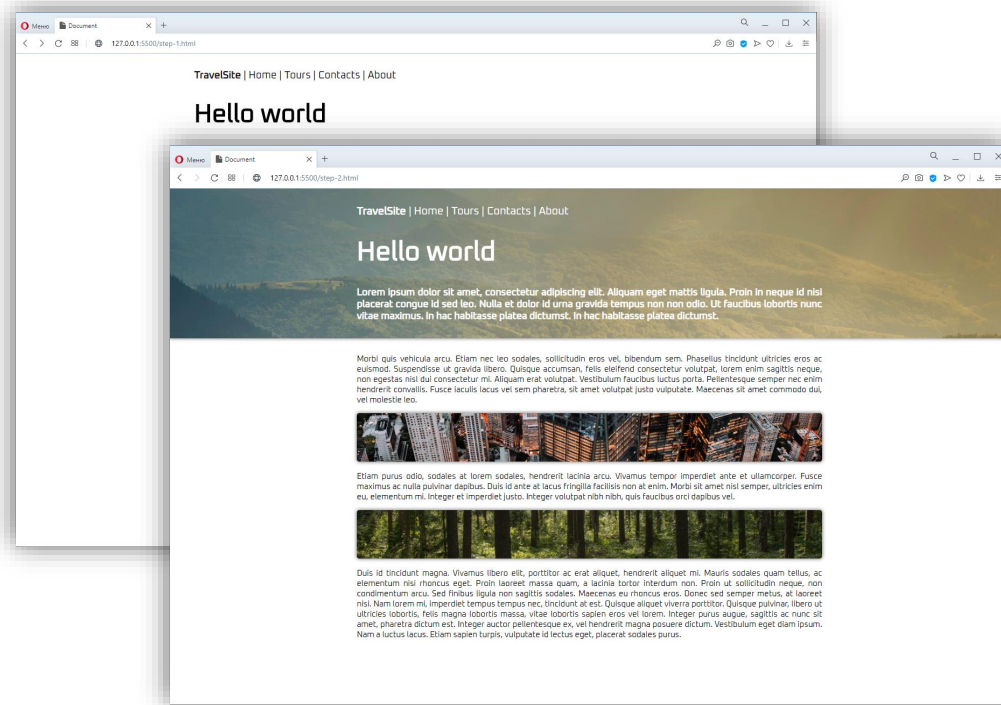 Меню
Document
127.0.0.1:5500/step-1.html
TravelSite | Home | Tours | Contacts | About
Hello world
Меню
Document
127.0.0.1:5500/step-2.html
TravelSite | Home | Tours | Contacts | About
Hello world
Lorem ipsum dolor sit amet, consectetur adipiscing elit. Aliquam eget mattis ligula. Proin in neque id nisi
placerat congue id sed leo. Nulla et dolor id urna gravida tempus non non odio. Ut faucibus lobortis nunc
vitae maximus. In hac habitasse platea dictumst. In hac habitasse platea dictumst.
Morbi quis vehicula arcu. Etiam nec leo sodales, sollicitudin eros vel, bibendum sem. Phasellus tincidunt ultricies eros ac
euismod. Suspendisse ut gravida libero. Quisque accumsan, felis eleifend consectetur volutpat, lorem enim sagittis neque,
non egestas nisl dui consectetur mi. Aliquam erat volutpat. Vestibulum faucibus luctus porta. Pellentesque semper nec enim
hendrerit convallis. Fusce iaculis lacus vel sem pharetra, sit amet volutpat justo vulputate. Maecenas sit amet commodo dui,
vel molestie leo.
Etiam purus odio, sodales at lorem sodales, hendrerit lacinia arcu. Vivamus tempor imperdiet ante et ullamcorper. Fusce
maximus ac nulla pulvinar dapibus. Duis id ante at lacus fringilla facilisis non at enim. Morbi sit amet nisl semper, ultricies enim
eu, elementum mi. Integer et imperdiet justo. Integer volutpat nibh nibh, quis faucibus orci dapibus vel.
Duis id tincidunt magna. Vivamus libero elit, porttitor ac erat aliquet, hendrerit aliquet mi. Mauris sodales quam tellus, ac
elementum nisi rhoncus eget. Proin laoreet massa quam, a lacinia tortor interdum non. Proin ut sollicitudin neque, non
condimentum arcu. Sed finibus ligula non sagittis sodales. Maecenas eu rhoncus eros. Donec sed semper metus, at laoreet
nisi. Nam lorem mi, imperdiet tempus tempus nec, tincidunt at est. Quisque aliquet viverra porttitor. Quisque pulvinar, libero ut
ultricies lobortis, felis magna lobortis massa, vitae lobortis sapien eros vel lorem. Integer purus augue, sagittis ac nunc sit
amet, pharetra dictum est. Integer auctor pellentesque ex, vel hendrerit magna posuere dictum. Vestibulum eget diam ipsum.
Nam a luctus lacus. Etiam sapien turpis, vulputate id lectus eget, placerat sodales purus.